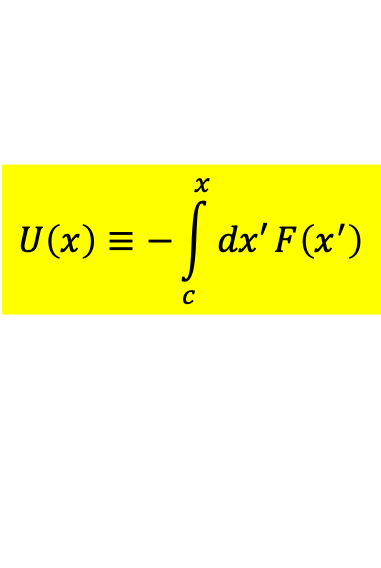 U(x) ≡ − ∫_c^x dx′ F(x′)